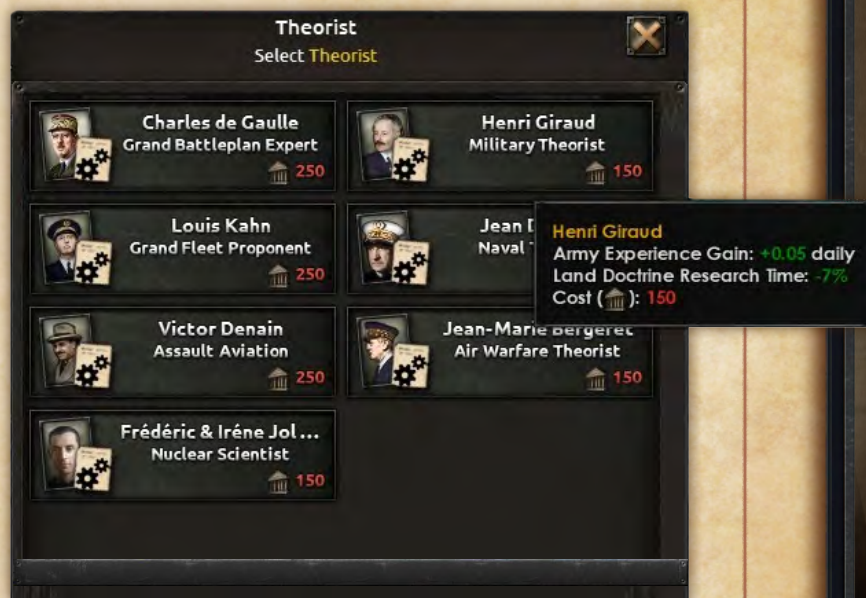 Theorist
Select Theorist
Charles de Gaulle
Grand Battleplan Expert
250
Henri Giraud
Military Theorist
150
Louis Kahn
Grand Fleet Proponent
250
Jean
Naval
Henri Giraud
Army Experience Gain: +0.05 daily
Land Doctrine Research Time: -7%
Cost ( ): 150
Victor Denain
Assault Aviation
250
Jean-Marie Bergeret
Air Warfare Theorist
150
Frédéric & Iréne Jol...
Nuclear Scientist
150